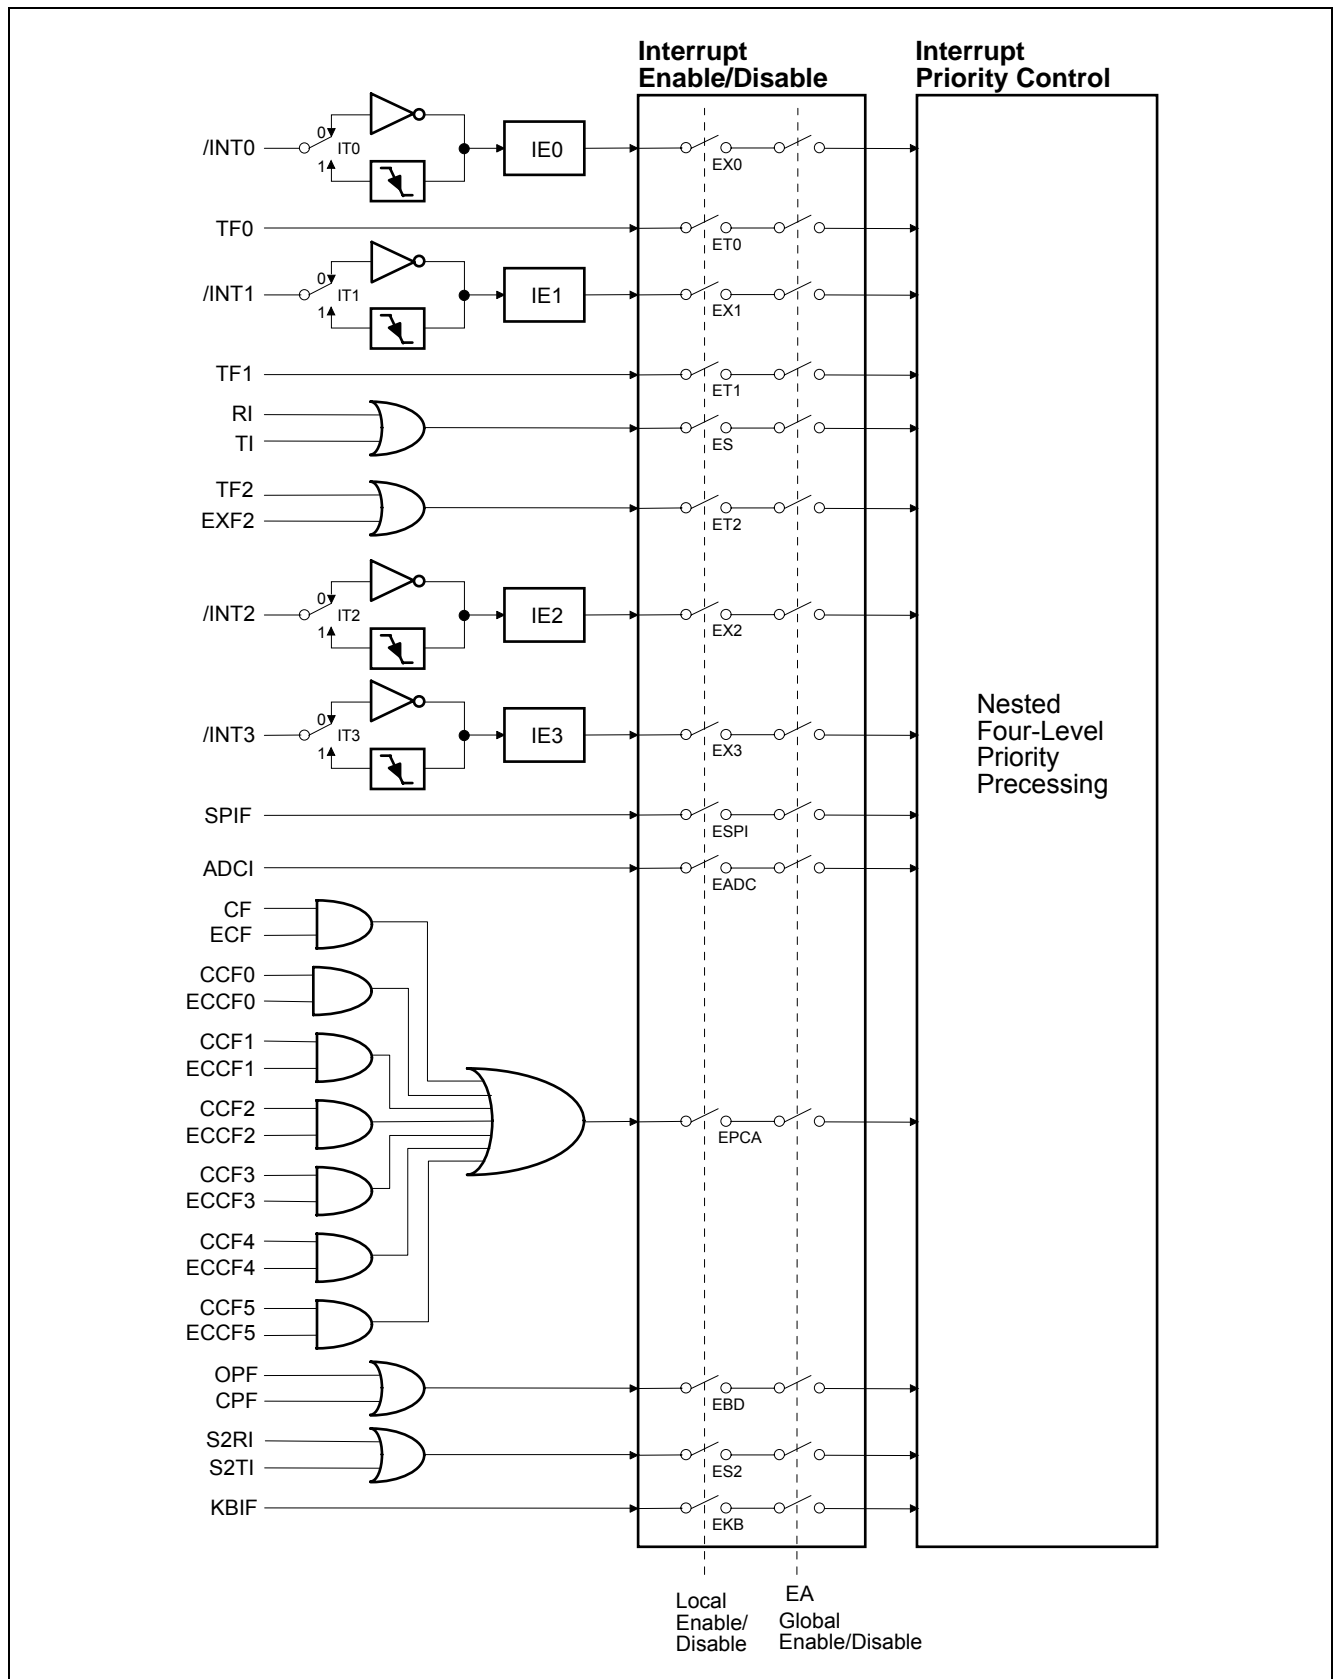 Interrupt
Enable/Disable
Interrupt
Priority Control
/INT0
0
1
IT0
IE0
EX0
TF0
ET0
/INT1
0
1
IT1
IE1
EX1
TF1
ET1
RI
TI
ES
TF2
EXF2
ET2
/INT2
0
1
IT2
IE2
EX2
/INT3
0
1
IT3
IE3
EX3
Nested
Four-Level
Priority
Precessing
SPIF
ESPI
ADCI
EADC
CF
ECF
CCF0
ECCF0
CCF1
ECCF1
CCF2
ECCF2
EPCA
CCF3
ECCF3
CCF4
ECCF4
CCF5
ECCF5
OPF
CPF
EBD
S2RI
S2TI
ES2
KBIF
EKB
Local
Enable/
Disable
EA
Global
Enable/Disable